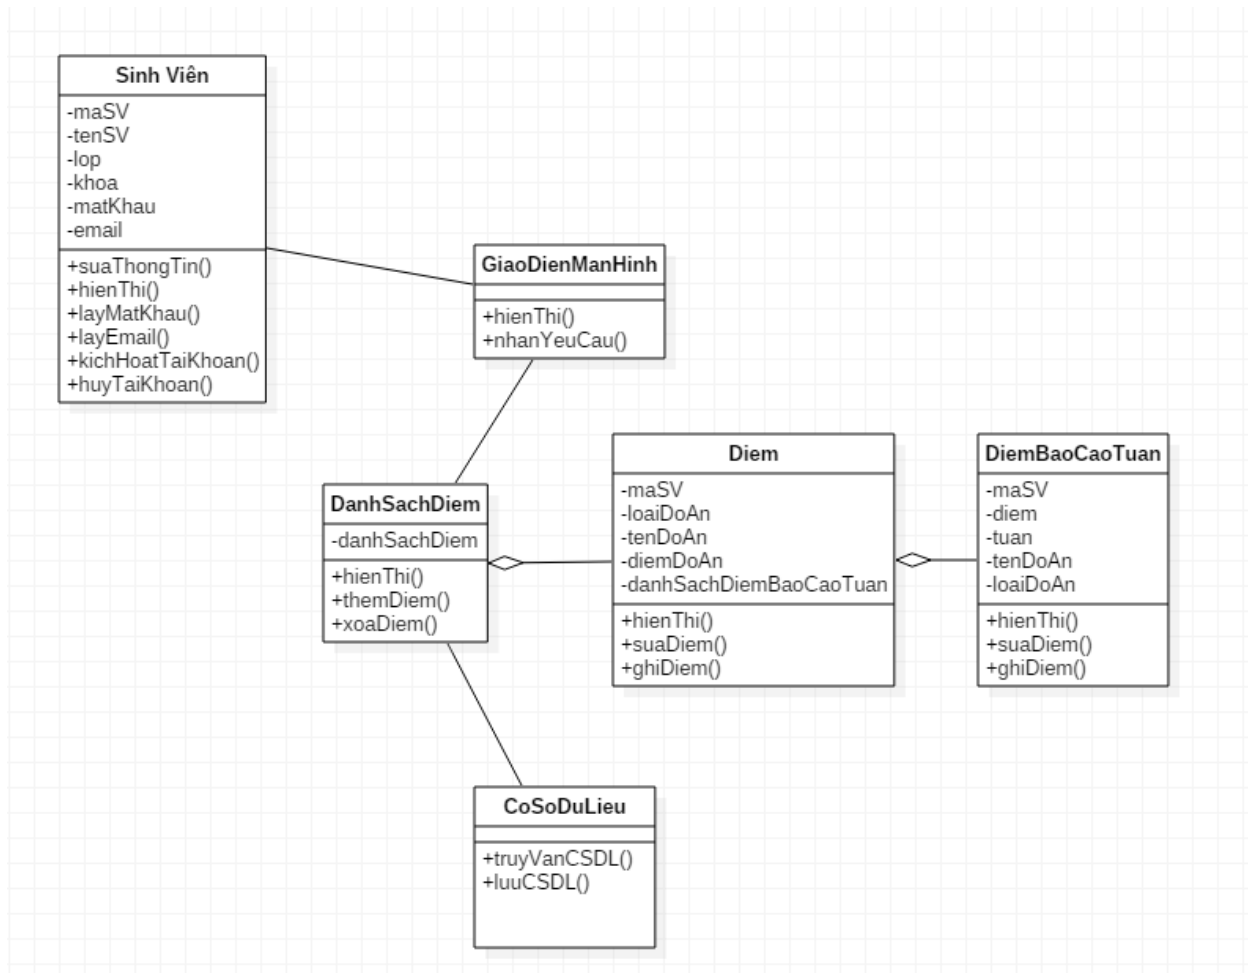 Sinh Viên
-maSV
-tenSV
-lop
-khoa
-matKhau
-email
+suaThongTin()
+hienThi()
+layMatKhau()
+layEmail()
+kichHoatTaiKhoan()
+huyTaiKhoan()
GiaoDienManHinh
+hienThi()
+nhanYeuCau()
DanhSachDiem
-danhSachDiem
+hienThi()
+themDiem()
+xoaDiem()
Diem
-maSV
-loaiDoAn
-tenDoAn
-diemDoAn
-danhSachDiemBaoCaoTuan
+hienThi()
+suaDiem()
+ghiDiem()
DiemBaoCaoTuan
-maSV
-diem
-tuan
-tenDoAn
-loaiDoAn
+hienThi()
+suaDiem()
+ghiDiem()
CoSoDuLieu
+truyVanCSDL()
+luuCSDL()